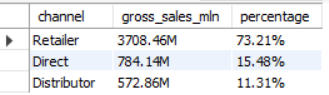 channel gross_sales_mln percentage
Retailer 3708.46M 73.21%
Direct 784.14M 15.48%
Distributor 572.86M 11.31%